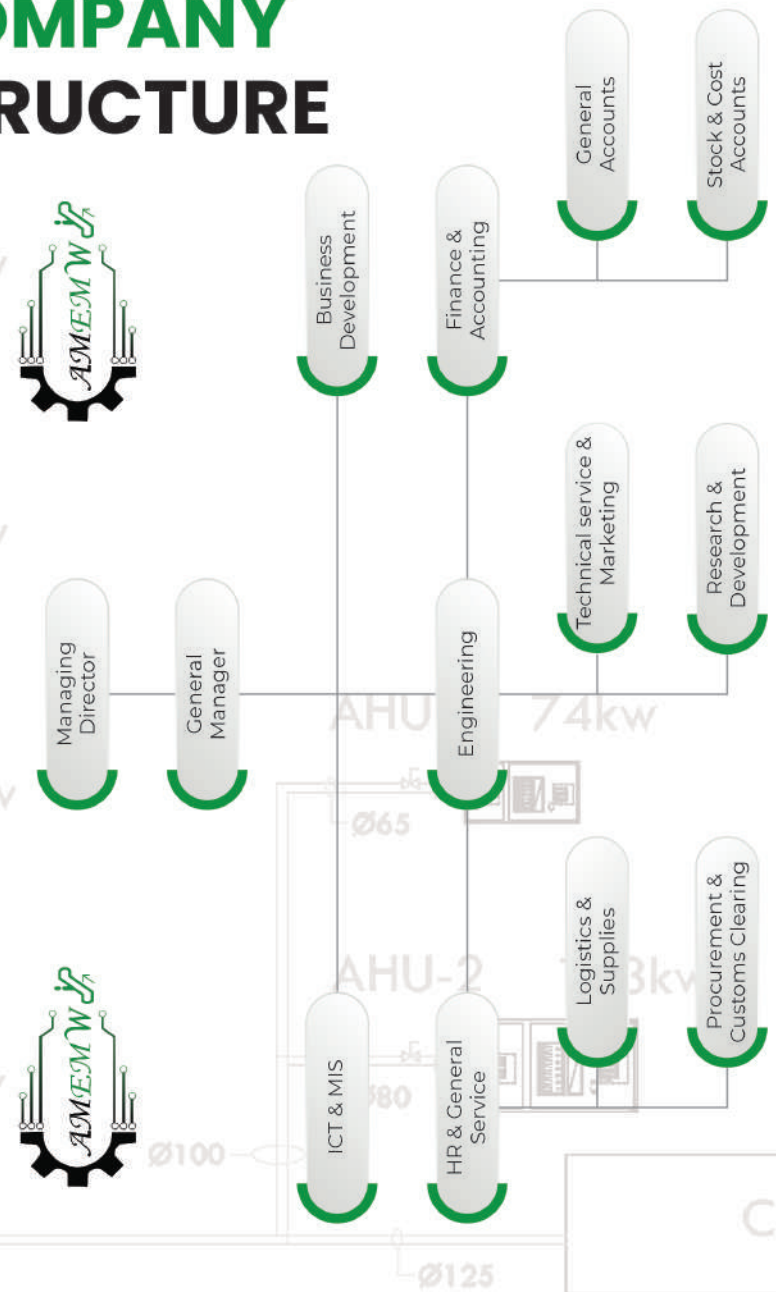 OMPANY
RUCTURE
General
Accounts
Stock & Cost
Accounts
Business
Development
Finance &
Accounting
AMEMW
Technical service &
Marketing
Research &
Development
Managing
Director
General
Manager
Engineering
AHU
74kw
Ø65
Logistics &
Supplies
Procurement &
Customs Clearing
AHU-2
3kw
AMEMW
ICT & MIS
HR & General
Service
Ø100
Ø125
C